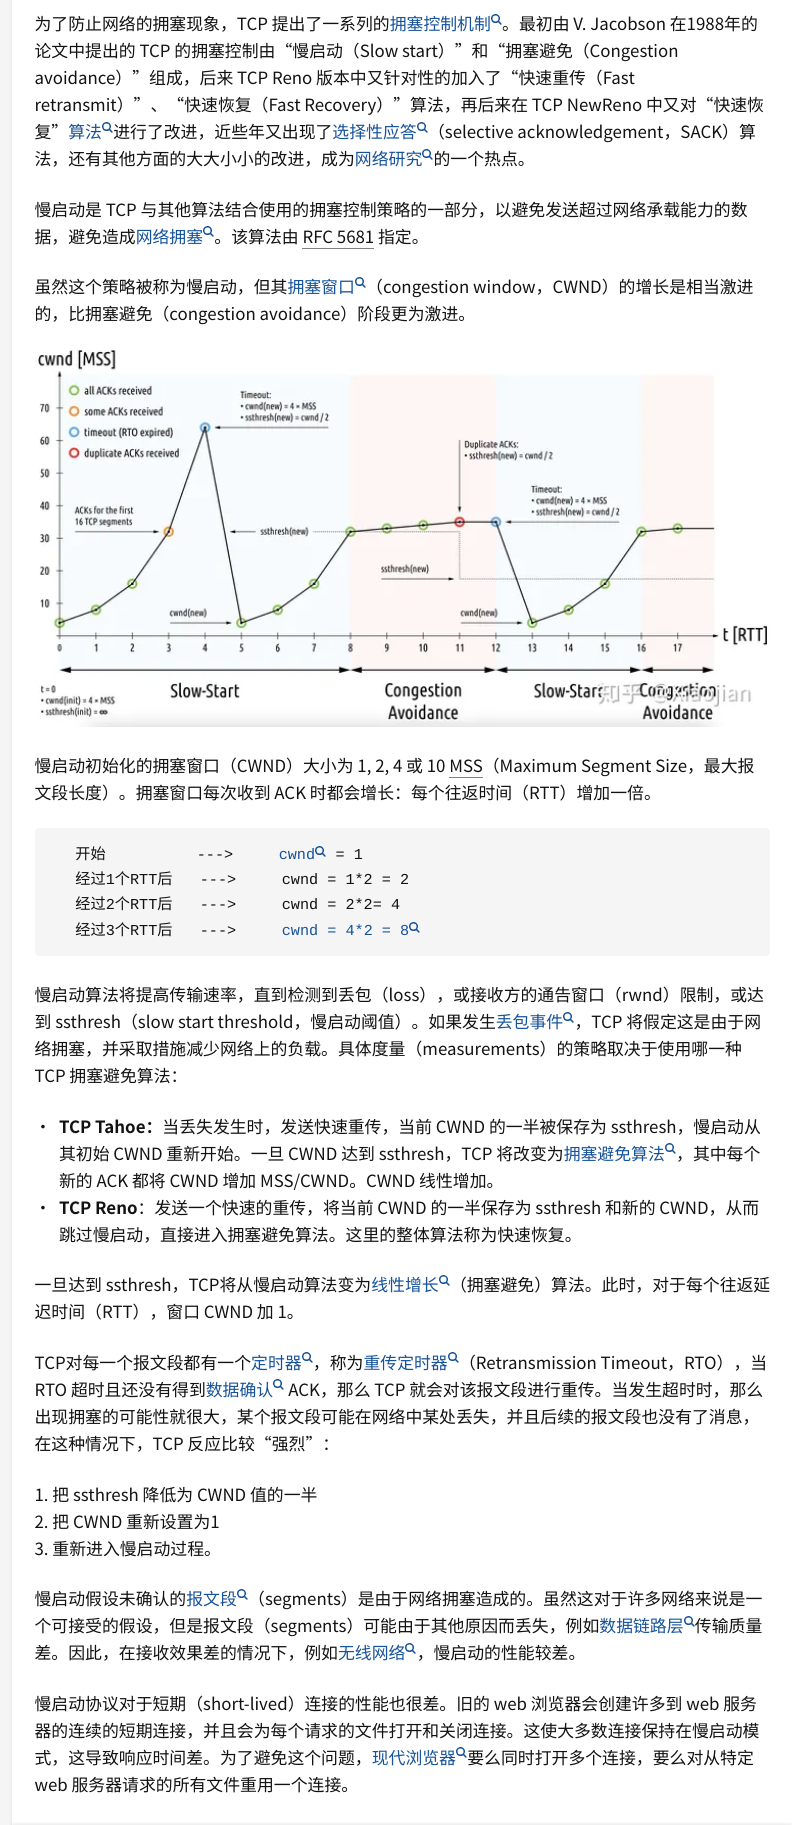 为了防止网络的拥塞现象，TCP 提出了一系列的拥塞控制机制。最初由 V. Jacobson 在1988年的
论文中提出的 TCP 的拥塞控制由“慢启动（Slow start）”和“拥塞避免（Congestion
avoidance）”组成，后来 TCP Reno 版本中又针对性的加入了“快速重传（Fast
retransmit）”、“快速恢复（Fast Recovery）”算法，再后来在 TCP NewReno 中又对“快速恢
复”算法进行了改进，近些年又出现了选择性应答（selective acknowledgement，SACK）算
法，还有其他方面的大大小小的改进，成为网络研究的一个热点。
慢启动是 TCP 与其他算法结合使用的拥塞控制策略的一部分，以避免发送超过网络承载能力的数
据，避免造成网络拥塞。该算法由 RFC 5681 指定。
虽然这个策略被称为慢启动，但其拥塞窗口（congestion window，CWND）的增长是相当激进
的，比拥塞避免（congestion avoidance）阶段更为激进。
cwnd [MSS]
all ACKs received
some ACKs received
timeout (RTO expired)
duplicate ACKs received
Timeout:
• cwnd(new) = 4 × MSS
• ssthresh(new) = cwnd / 2
Duplicate ACKs:
• ssthresh(new) = cwnd / 2
Timeout:
• cwnd(new) = 4 × MSS
• ssthresh(new) = cwnd / 2
ACKs for the first
16 TCP segments
ssthresh(new)
ssthresh(new)
cwnd(new)
cwnd(new)
70
60
50
40
30
20
10
0 1 2 3 4 5 6 7 8 9 10 11 12 13 14 15 16 17
t [RTT]
Slow-Start
Congestion
Avoidance
Slow-Start
Congestion
Avoidance
t = 0
• cwnd(init) = 4 × MSS
• ssthresh(init) = ∞
知乎 @Xiaojian
慢启动初始化的拥塞窗口（CWND）大小为 1, 2, 4 或 10 MSS（Maximum Segment Size，最大报
文段长度）。拥塞窗口每次收到 ACK 时都会增长：每个往返时间（RTT）增加一倍。
开始 ---> cwnd = 1
经过1个RTT后 ---> cwnd = 1*2 = 2
经过2个RTT后 ---> cwnd = 2*2= 4
经过3个RTT后 ---> cwnd = 4*2 = 8
慢启动算法将提高传输速率，直到检测到丢包（loss），或接收方的通告窗口（rwnd）限制，或达
到 ssthresh（slow start threshold，慢启动阈值）。如果发生丢包事件，TCP 将假定这是由于网
络拥塞，并采取措施减少网络上的负载。具体度量（measurements）的策略取决于使用哪一种
TCP 拥塞避免算法：
• TCP Tahoe：当丢失发生时，发送快速重传，当前 CWND 的一半被保存为 ssthresh，慢启动从
其初始 CWND 重新开始。一旦 CWND 达到 ssthresh，TCP 将改变为拥塞避免算法，其中每个
新的 ACK 都将 CWND 增加 MSS/CWND。CWND 线性增加。
• TCP Reno：发送一个快速的重传，将当前 CWND 的一半保存为 ssthresh 和新的 CWND，从而
跳过慢启动，直接进入拥塞避免算法。这里的整体算法称为快速恢复。
一旦达到 ssthresh，TCP将从慢启动算法变为线性增长（拥塞避免）算法。此时，对于每个往返延
迟时间（RTT），窗口 CWND 加 1。
TCP对每一个报文段都有一个定时器，称为重传定时器（Retransmission Timeout，RTO），当
RTO 超时且还没有得到数据确认 ACK，那么 TCP 就会对该报文段进行重传。当发生超时时，那么
出现拥塞的可能性就很大，某个报文段可能在网络中某处丢失，并且后续的报文段也没有了消息，
在这种情况下，TCP 反应比较“强烈”：
1. 把 ssthresh 降低为 CWND 值的一半
2. 把 CWND 重新设置为1
3. 重新进入慢启动过程。
慢启动假设未确认的报文段（segments）是由于网络拥塞造成的。虽然这对于许多网络来说是一
个可接受的假设，但是报文段（segments）可能由于其他原因而丢失，例如数据链路层传输质量
差。因此，在接收效果差的情况下，例如无线网络，慢启动的性能较差。
慢启动协议对于短期（short-lived）连接的性能也很差。旧的 web 浏览器会创建许多到 web 服务
器的连续的短期连接，并且会为每个请求的文件打开和关闭连接。这使大多数连接保持在慢启动模
式，这导致响应时间差。为了避免这个问题，现代浏览器要么同时打开多个连接，要么对从特定
web 服务器请求的所有文件重用一个连接。